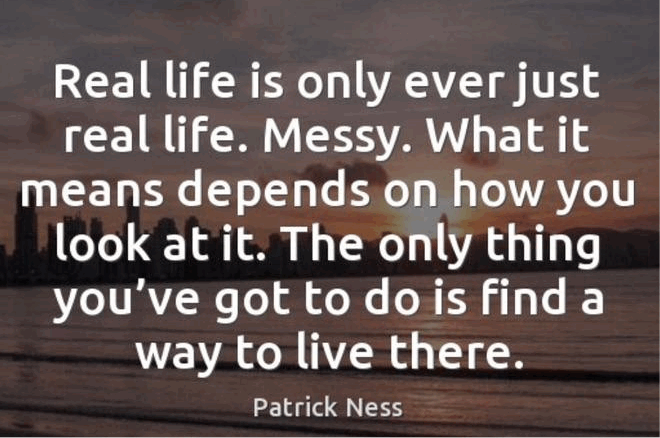 Real life is only ever just
real life. Messy. What it
means depends on how you
look at it. The only thing
you’ve got to do is find a
way to live there.
Patrick Ness